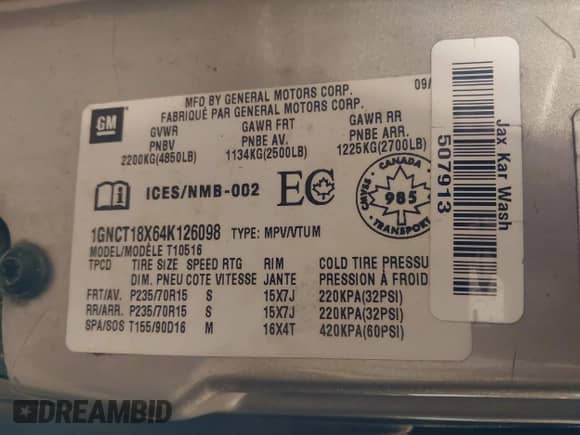 MFD BY GENERAL MOTORS CORP. 09/
FABRIQUÉ PAR GENERAL MOTORS CORP.
GM
GVWR GAWR FRT GAWR RR
PNBV PNBE AV. PNBE ARR.
2200KG(4850LB) 1134KG(2500LB) 1225KG(2700LB)
ICES/NMB-002 EC CANADA 985 TRANSPORT
1GNCT18X64K126098 TYPE: MPV/VTUM
MODEL/MODÈLE T10516
TPCD TIRE SIZE SPEED RTG RIM COLD TIRE PRESSU
DIM. PNEU COTE VITESSE JANTE PRESSION À FROID
FRT/AV. P235/70R15 S 15X7J 220KPA(32PSI)
RR/ARR. P235/70R15 S 15X7J 220KPA(32PSI)
SPA/SOS T155/90D16 M 16X4T 420KPA(60PSI)
Jax Kar Wash
507913
DREAMBID